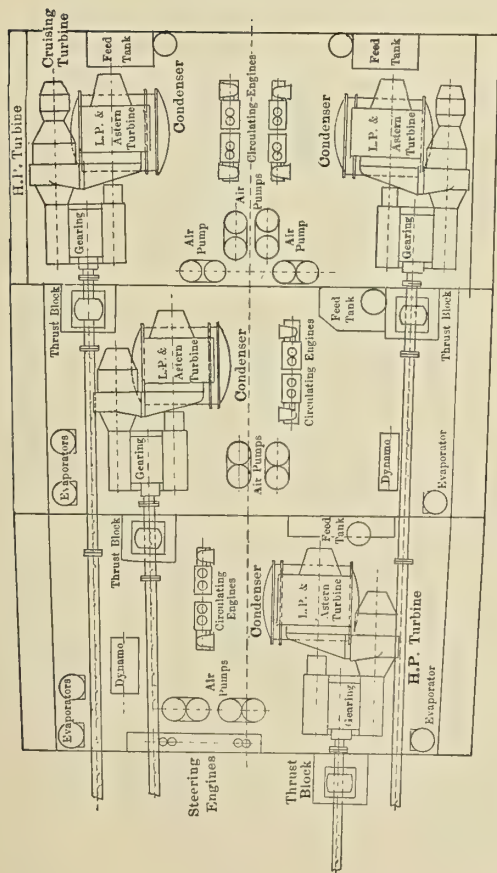 H.P. Turbine
Cruising Turbine
Feed
Tank
L.P. &
Astern
Turbine
Condenser
Gearing
Thrust Block
Circulating Engines
Air
Pumps
Air
Pump
Air
Pump
Condenser
L.P. &
Astern
Turbine
Gearing
Feed
Tank
Thrust Block
Feed
Tank
Evaporators
L.P. &
Astern
Turbine
Gearing
Condenser
Circulating Engines
Air Pumps
Dynamo
Evaporator
Thrust Block
Circulating
Engines
Condenser
Feed
Tank
L.P. &
Astern
Turbine
Gearing
H.P. Turbine
Evaporators
Dynamo
Air
Pumps
Steering
Engines
Thrust
Block
Evaporator